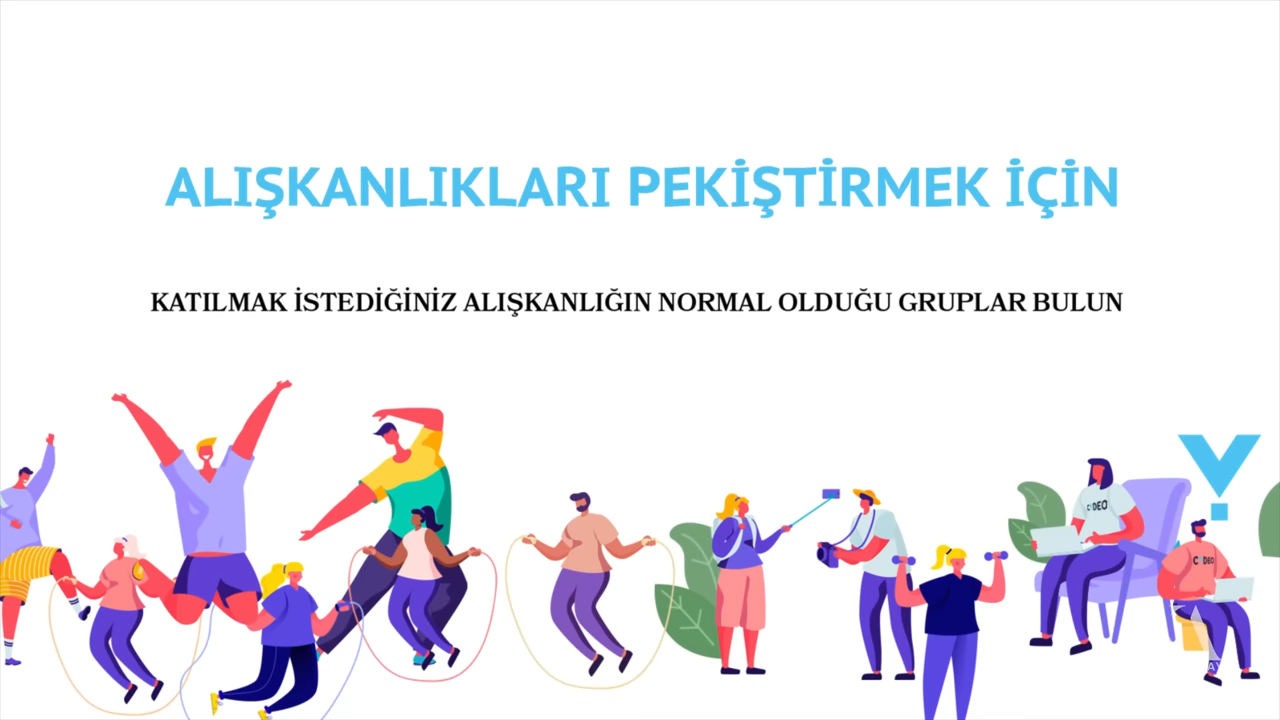 ALIŞKANLIKLARI PEKİŞTİRMEK İÇİN
KATILMAK İSTEDİĞİNİZ ALIŞKANLIĞIN NORMAL OLDUĞU GRUPLAR BULUN